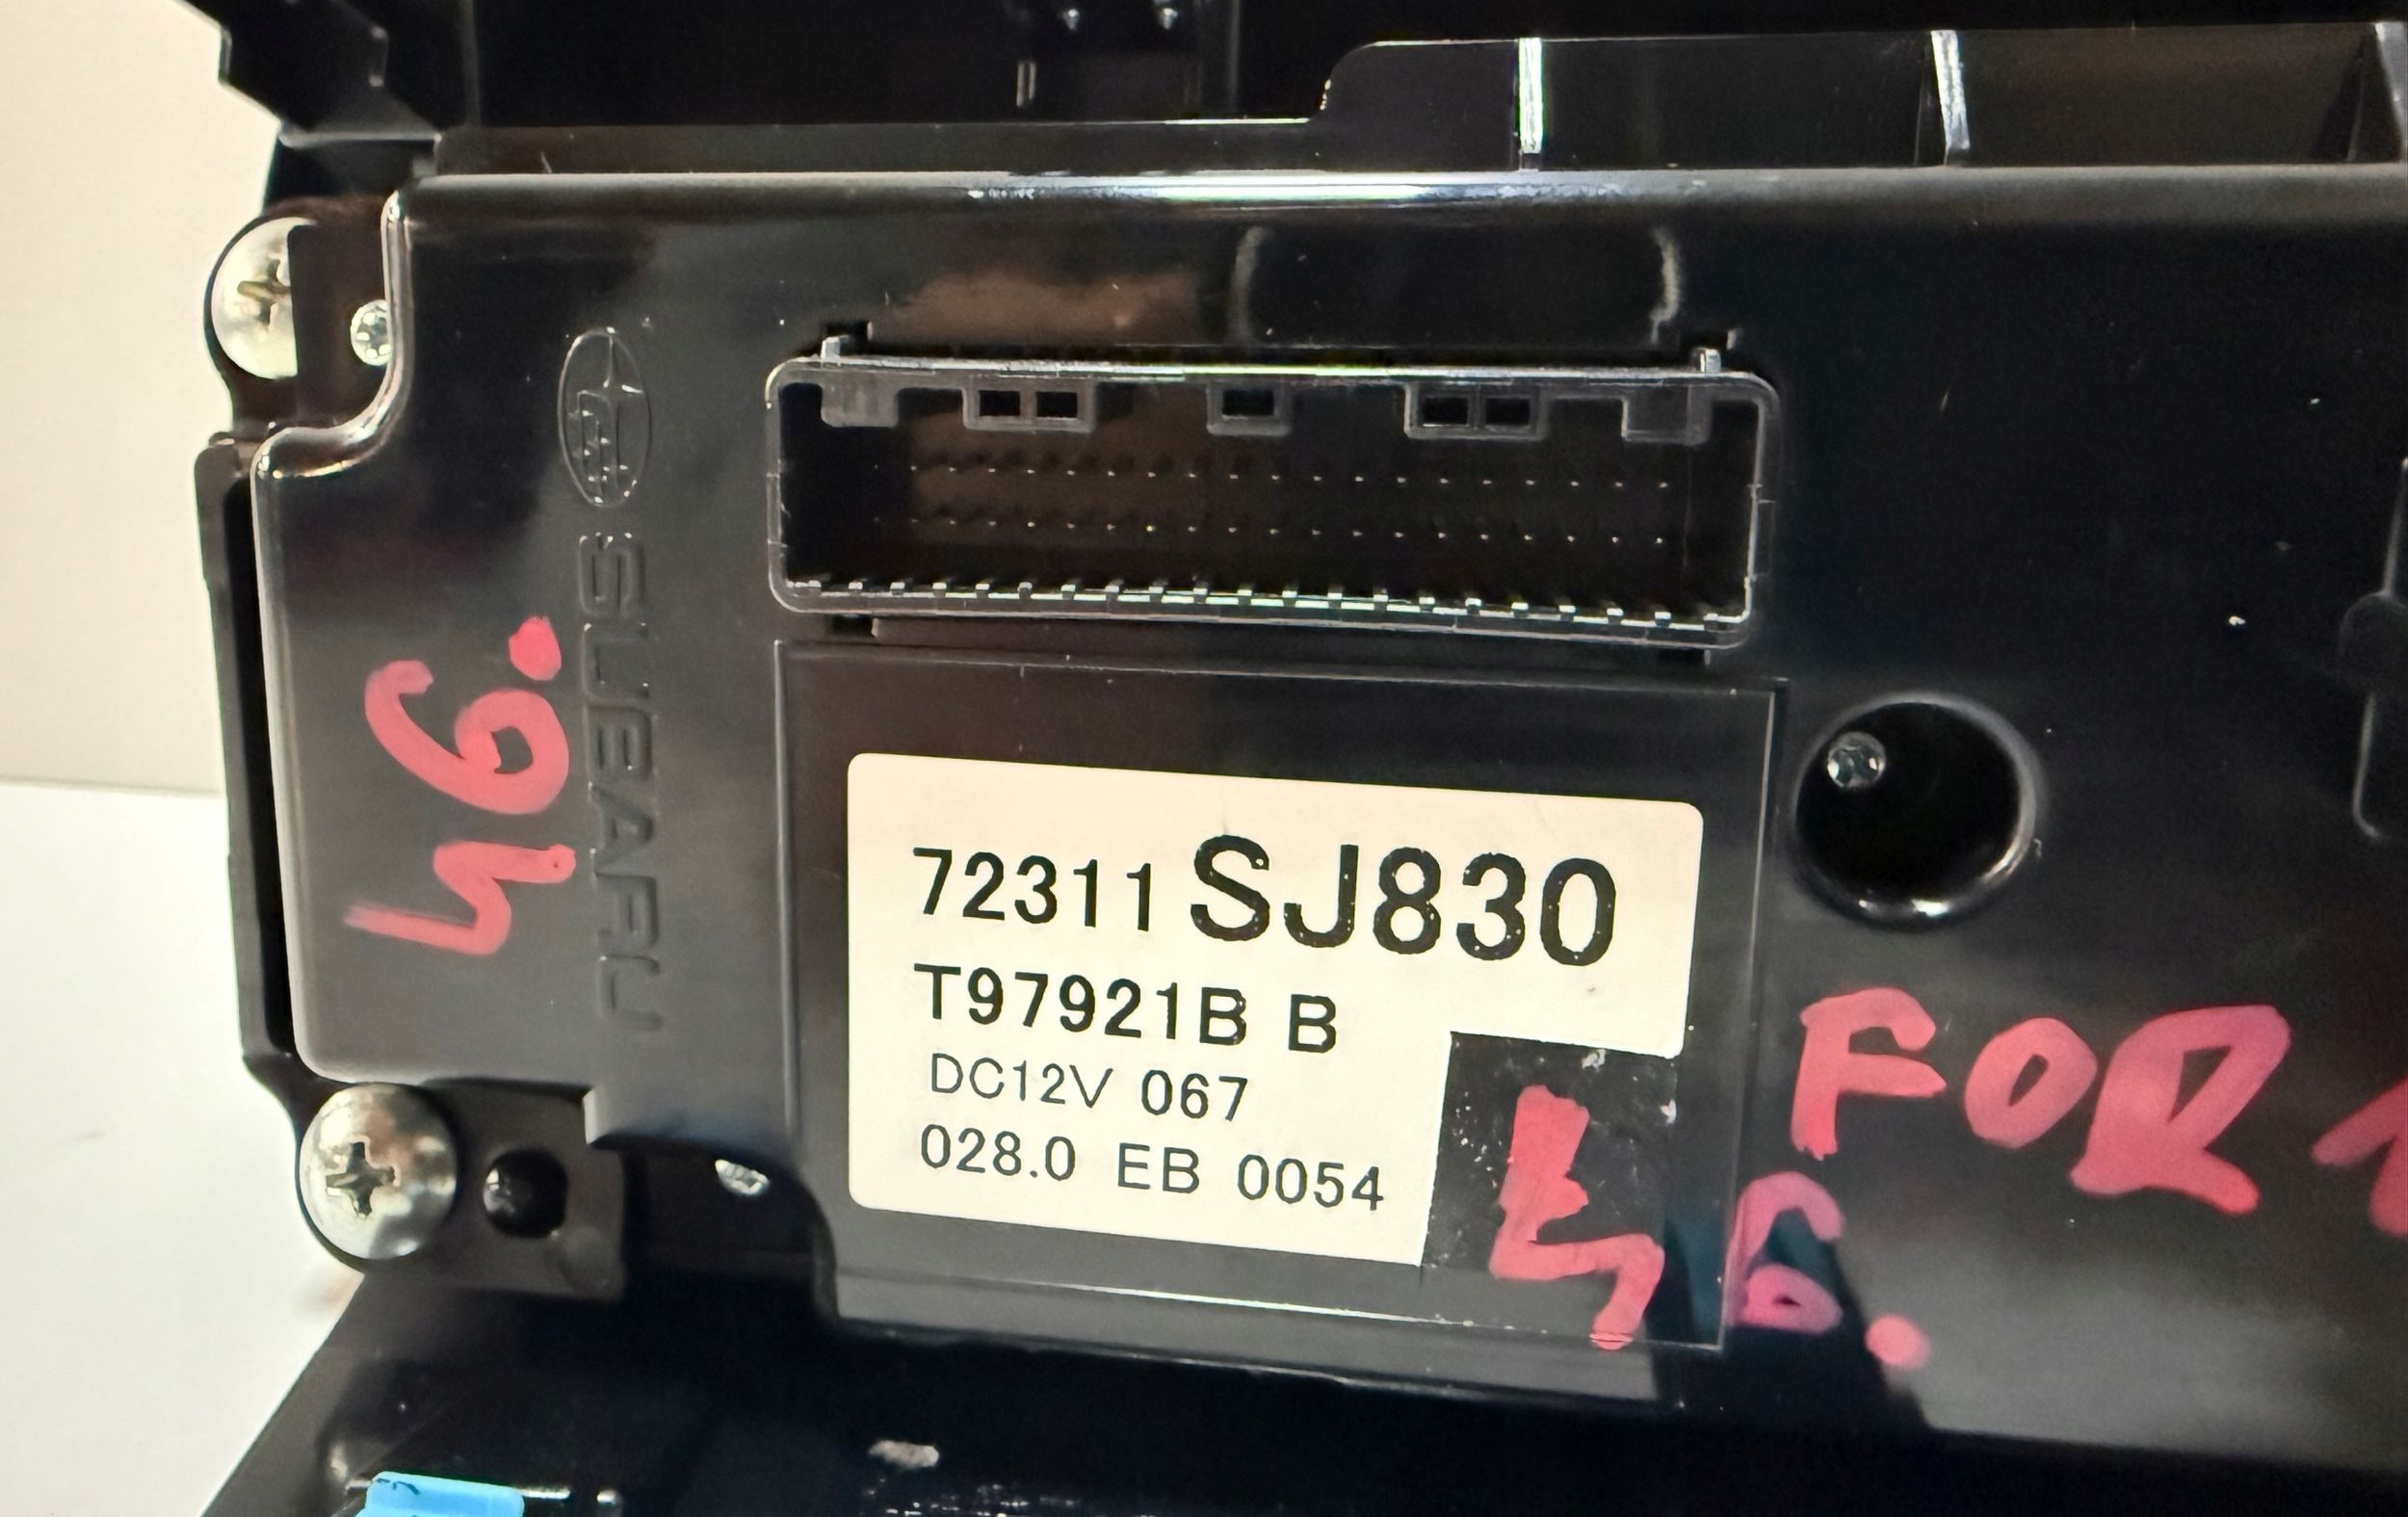 SUBARU
46.
72311 SJ830
T97921B B
DC12V 067
028.0 EB 0054
FOR
46.